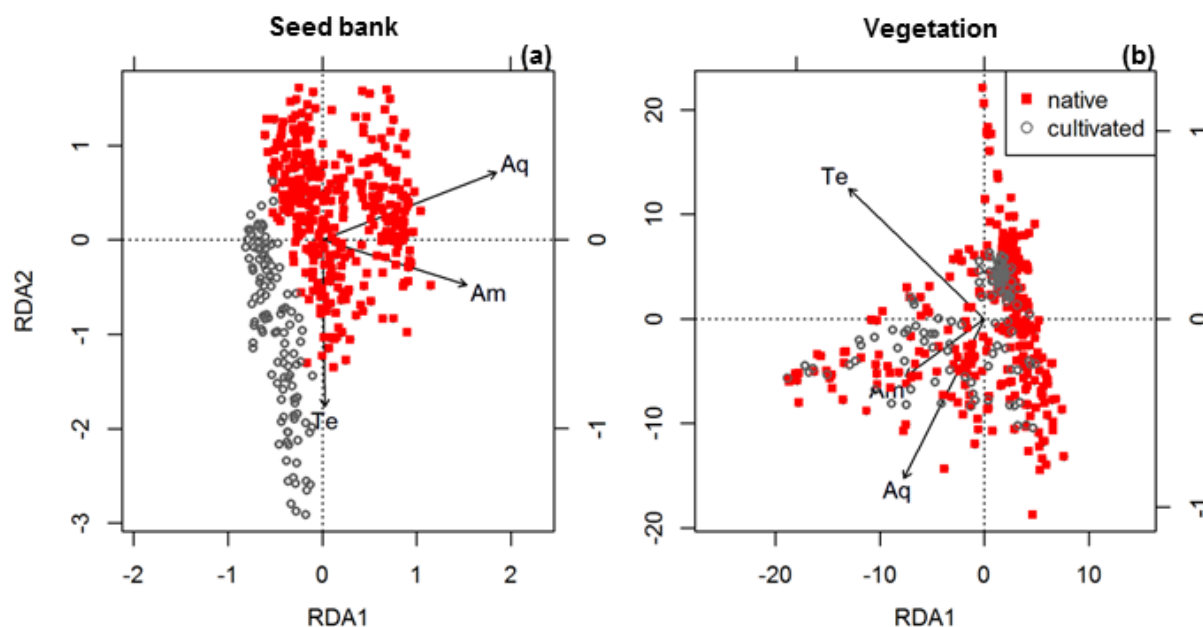 Seed bank
(a)
Aq
Am
Te
1
0
-1
-2
-3
0
-1
RDA2
-2 -1 0 1 2
RDA1
Vegetation
(b)
native
cultivated
Te
Am
Aq
20
10
0
-10
-20
1
0
-1
-20 -10 0 10
RDA1